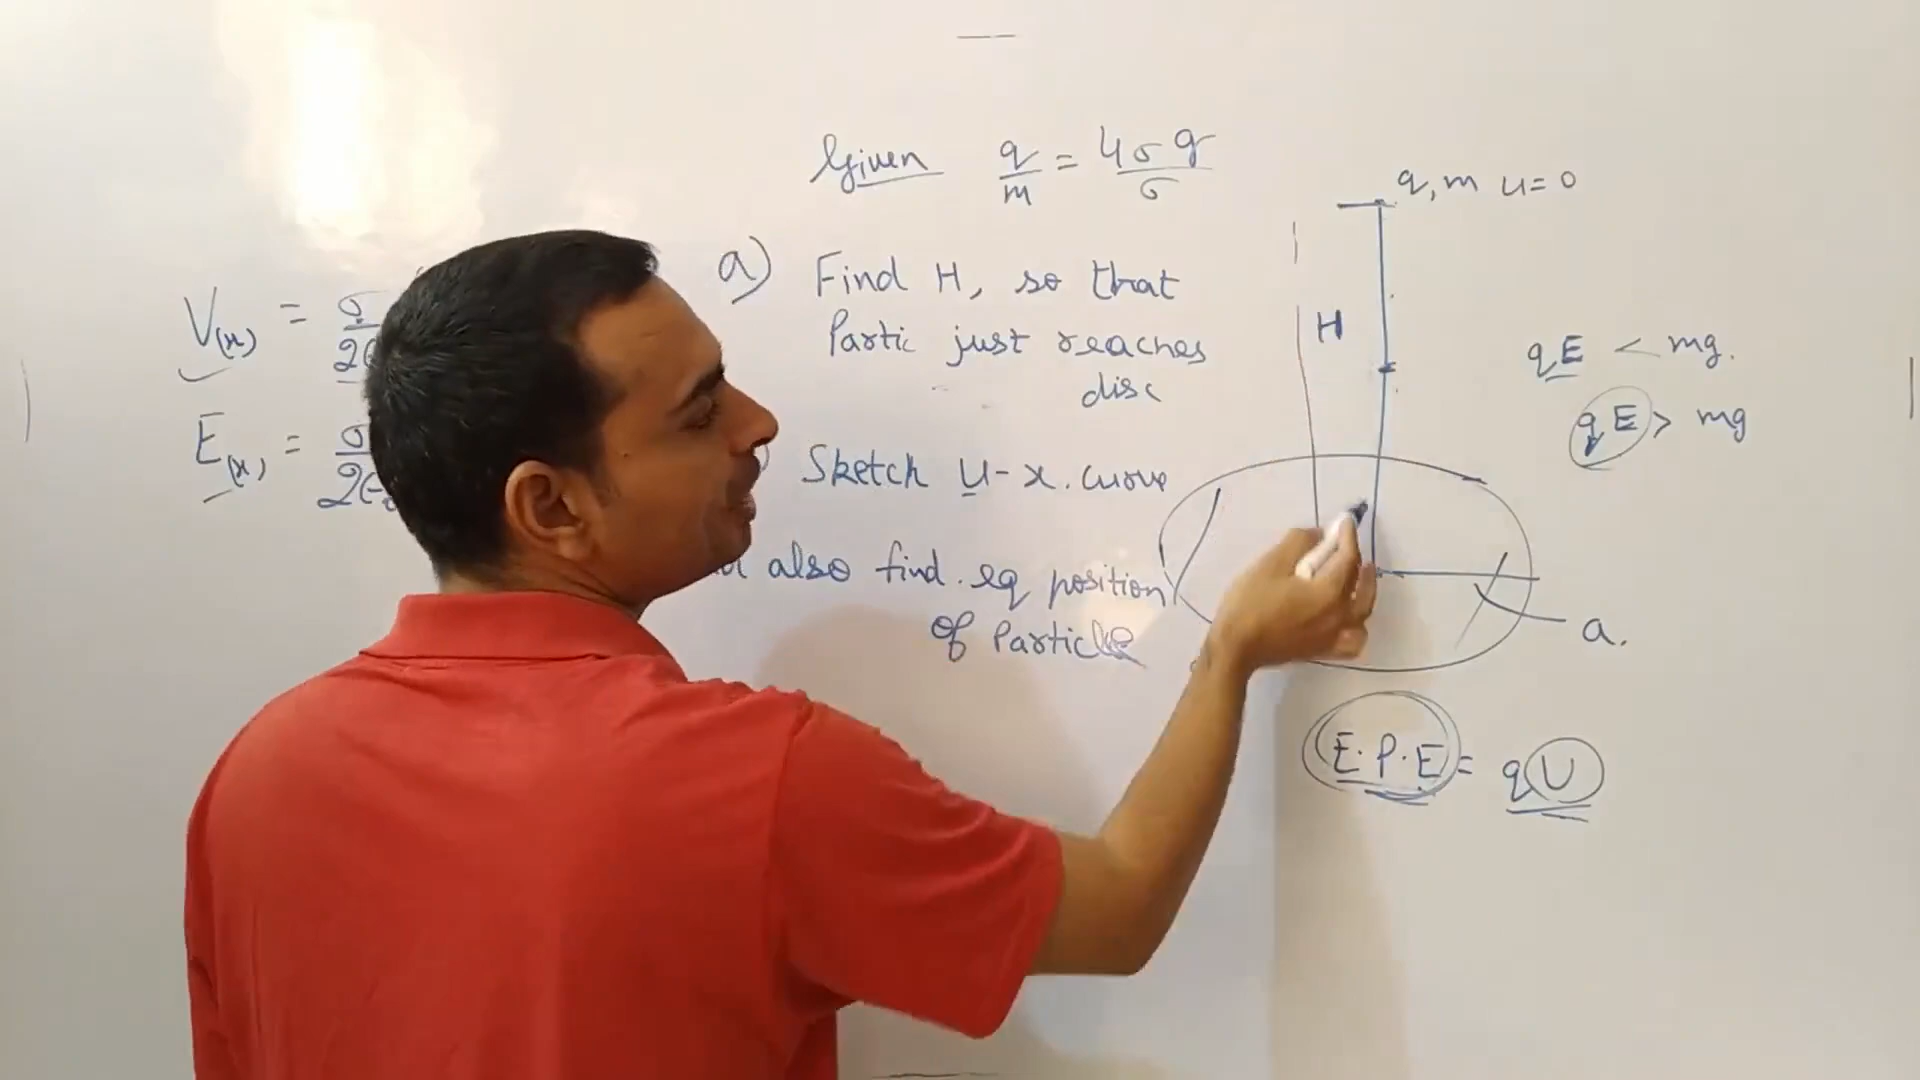 Given q/m = 4σg/σ
q, m u=0
a) Find H, so that
Partic just reaches
disc
H
qE < mg.
qE > mg
V(x) = σ/2
E(x) = σ/2ϵ
Sketch U-x. curve
also find. eq position
of Particle
a.
E.P.E = qU